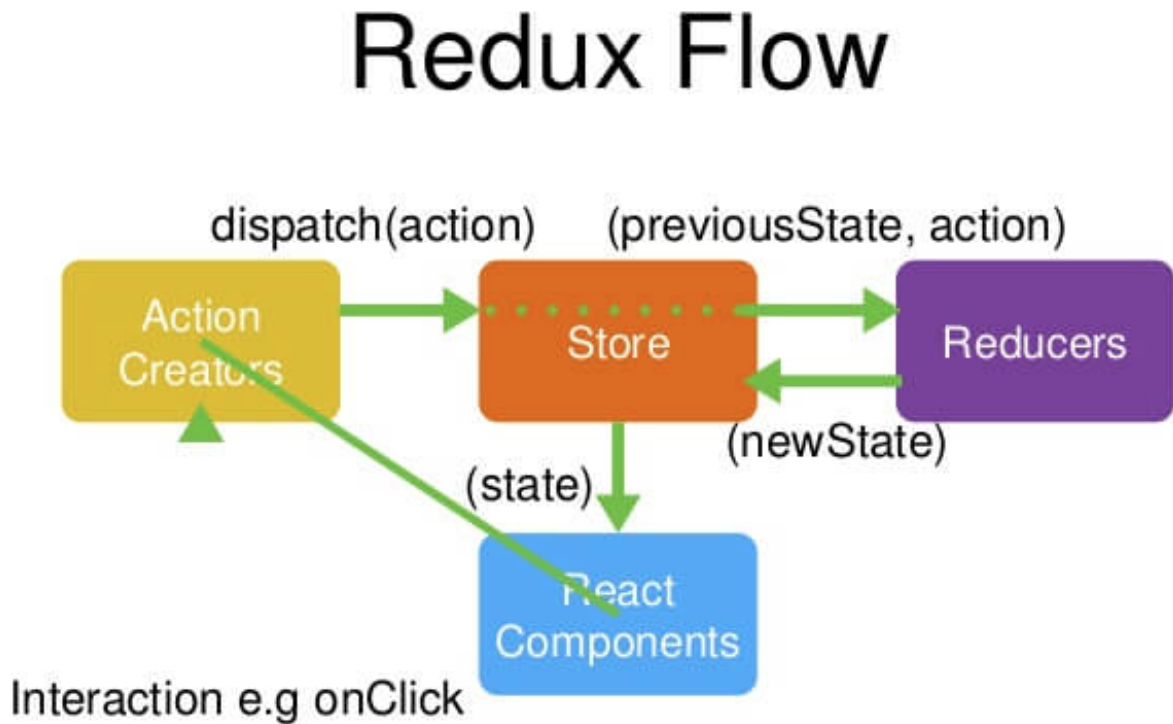 Redux Flow
dispatch(action)
(previousState, action)
Action
Creators
Store
Reducers
(newState)
(state)
React
Components
Interaction e.g onClick